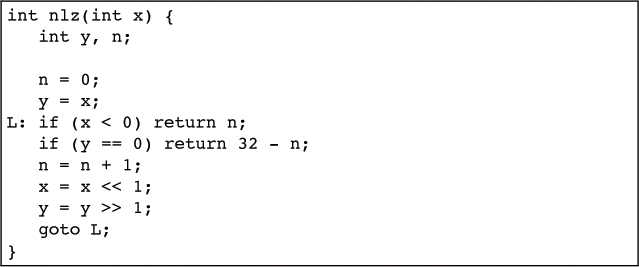 int nlz(int x) {
   int y, n;

   n = 0;
   y = x;
L: if (x < 0) return n;
   if (y == 0) return 32 - n;
   n = n + 1;
   x = x << 1;
   y = y >> 1;
   goto L;
}